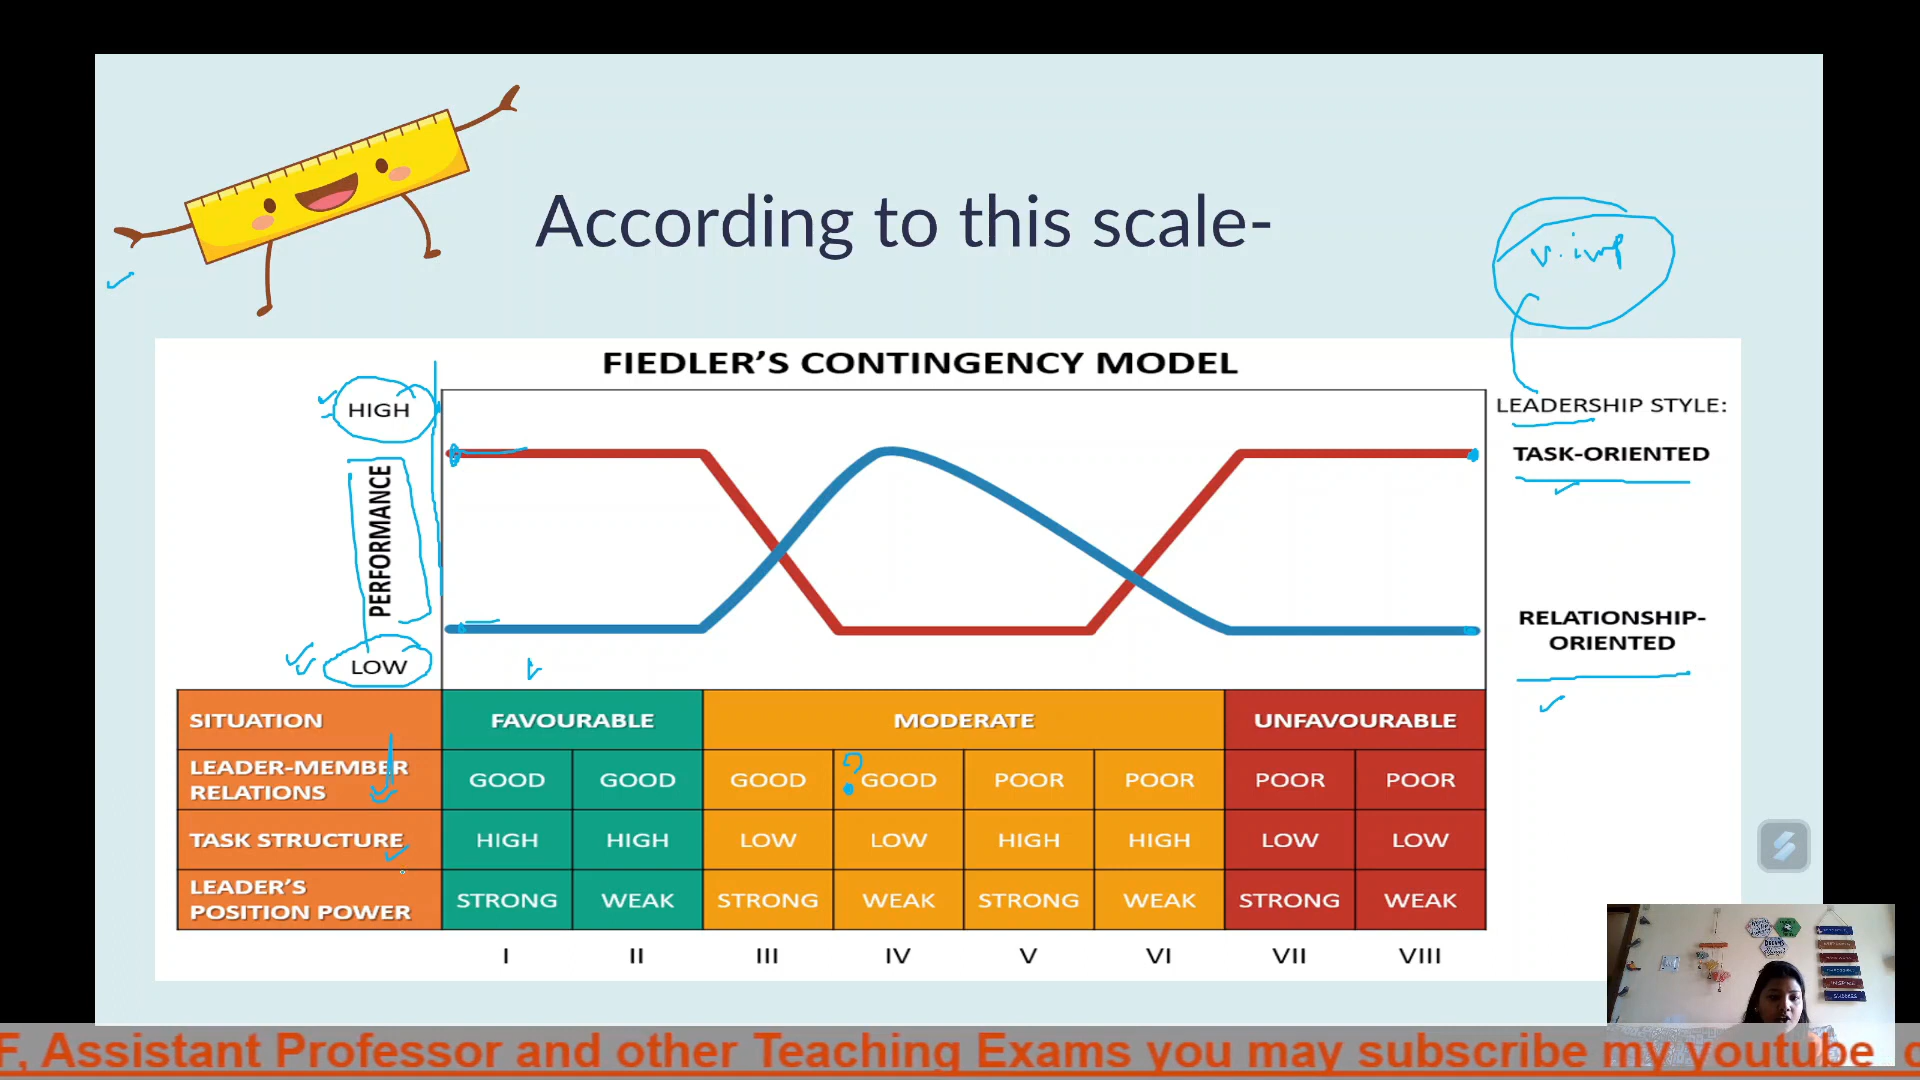 According to this scale-
v. imp
FIEDLER'S CONTINGENCY MODEL
HIGH
PERFORMANCE
LOW
LEADERSHIP STYLE:
TASK-ORIENTED
RELATIONSHIP-
ORIENTED
SITUATION FAVOURABLE MODERATE UNFAVOURABLE
LEADER-MEMBER
RELATIONS GOOD GOOD GOOD ? GOOD POOR POOR POOR POOR
TASK STRUCTURE HIGH HIGH LOW LOW HIGH HIGH LOW LOW
LEADER'S
POSITION POWER STRONG WEAK STRONG WEAK STRONG WEAK STRONG WEAK
I II III IV V VI VII VIII
F, Assistant Professor and other Teaching Exams you may subscribe my youtube